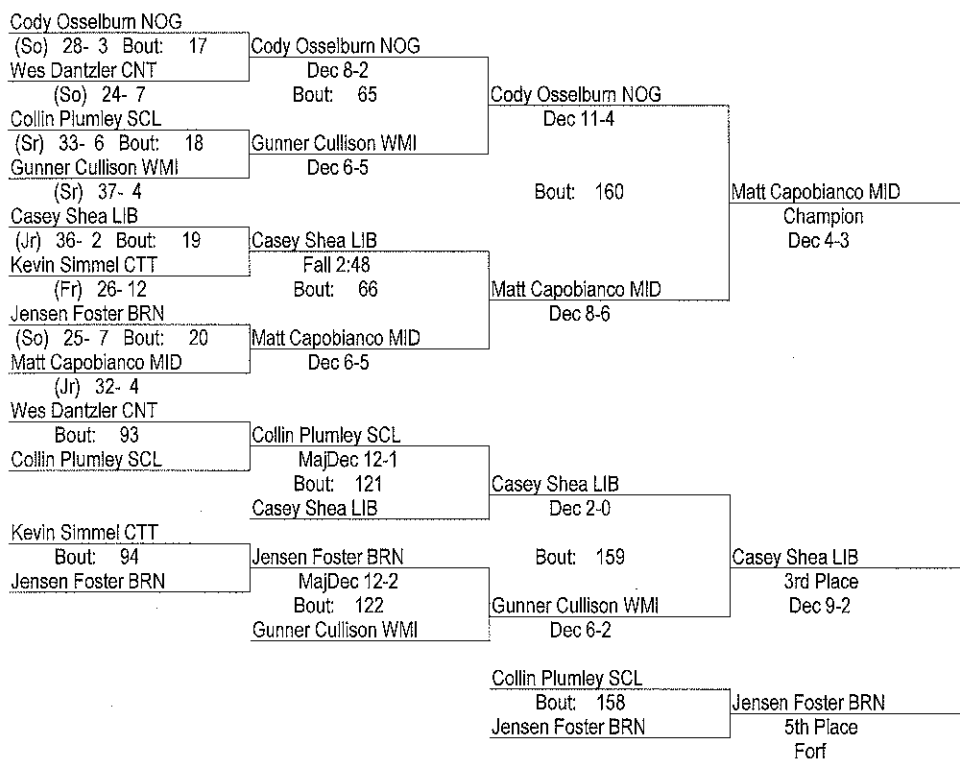 Cody Osselburn NOG
(So) 28- 3 Bout: 17
Wes Dantzler CNT
(So) 24- 7
Collin Plumley SCL
(Sr) 33- 6 Bout: 18
Gunner Cullison WMI
(Sr) 37- 4
Casey Shea LIB
(Jr) 36- 2 Bout: 19
Kevin Simmel CTT
(Fr) 26- 12
Jensen Foster BRN
(So) 25- 7 Bout: 20
Matt Capobianco MID
(Jr) 32- 4
Cody Osselburn NOG
Dec 8-2
Bout: 65
Gunner Cullison WMI
Dec 6-5
Casey Shea LIB
Fall 2:48
Bout: 66
Matt Capobianco MID
Dec 6-5
Cody Osselburn NOG
Dec 11-4
Bout: 160
Matt Capobianco MID
Dec 8-6
Matt Capobianco MID
Champion
Dec 4-3
Wes Dantzler CNT
Bout: 93
Collin Plumley SCL
Kevin Simmel CTT
Bout: 94
Jensen Foster BRN
Collin Plumley SCL
MajDec 12-1
Bout: 121
Casey Shea LIB
Jensen Foster BRN
MajDec 12-2
Bout: 122
Gunner Cullison WMI
Casey Shea LIB
Dec 2-0
Bout: 159
Gunner Cullison WMI
Dec 6-2
Casey Shea LIB
3rd Place
Dec 9-2
Collin Plumley SCL
Bout: 158
Jensen Foster BRN
Jensen Foster BRN
5th Place
Forf